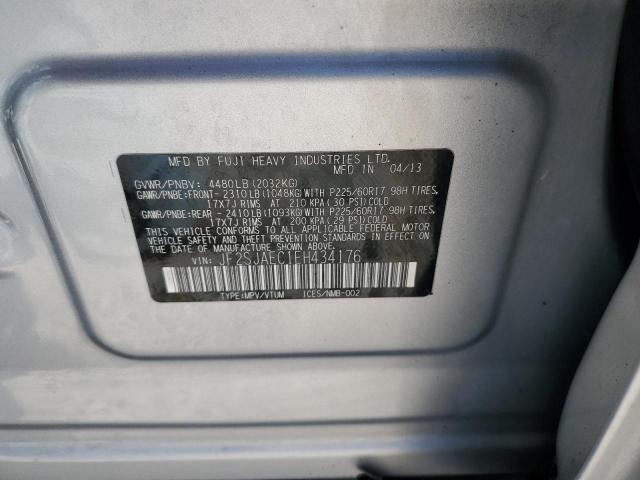 MFD BY FUJI HEAVY INDUSTRIES LTD.
MFD IN 04/13
GVWR/PNBV: 4480LB(2032KG)
GAWR/PNBE-FRONT- 2310LB(1048KG)WITH P225/60R17 98H TIRES,
17X7J RIMS AT 210 KPA(30 PSI)COLD
GAWR/PNBE-REAR - 2410LB(1093KG)WITH P225/60R17 98H TIRES,
17X7J RIMS AT 200 KPA(29 PSI)COLD
THIS VEHICLE CONFORMS TO ALL APPLICABLE FEDERAL MOTOR
VEHICLE SAFETY, BUMPER, AND THEFT PREVENTION STANDARDS
IN EFFECT ON THE DATE OF MANUFACTURE SHOWN ABOVE.
VIN: JF2SJAEC1EH434176
TYPE:MPV/VTUM ICES/NMB-002